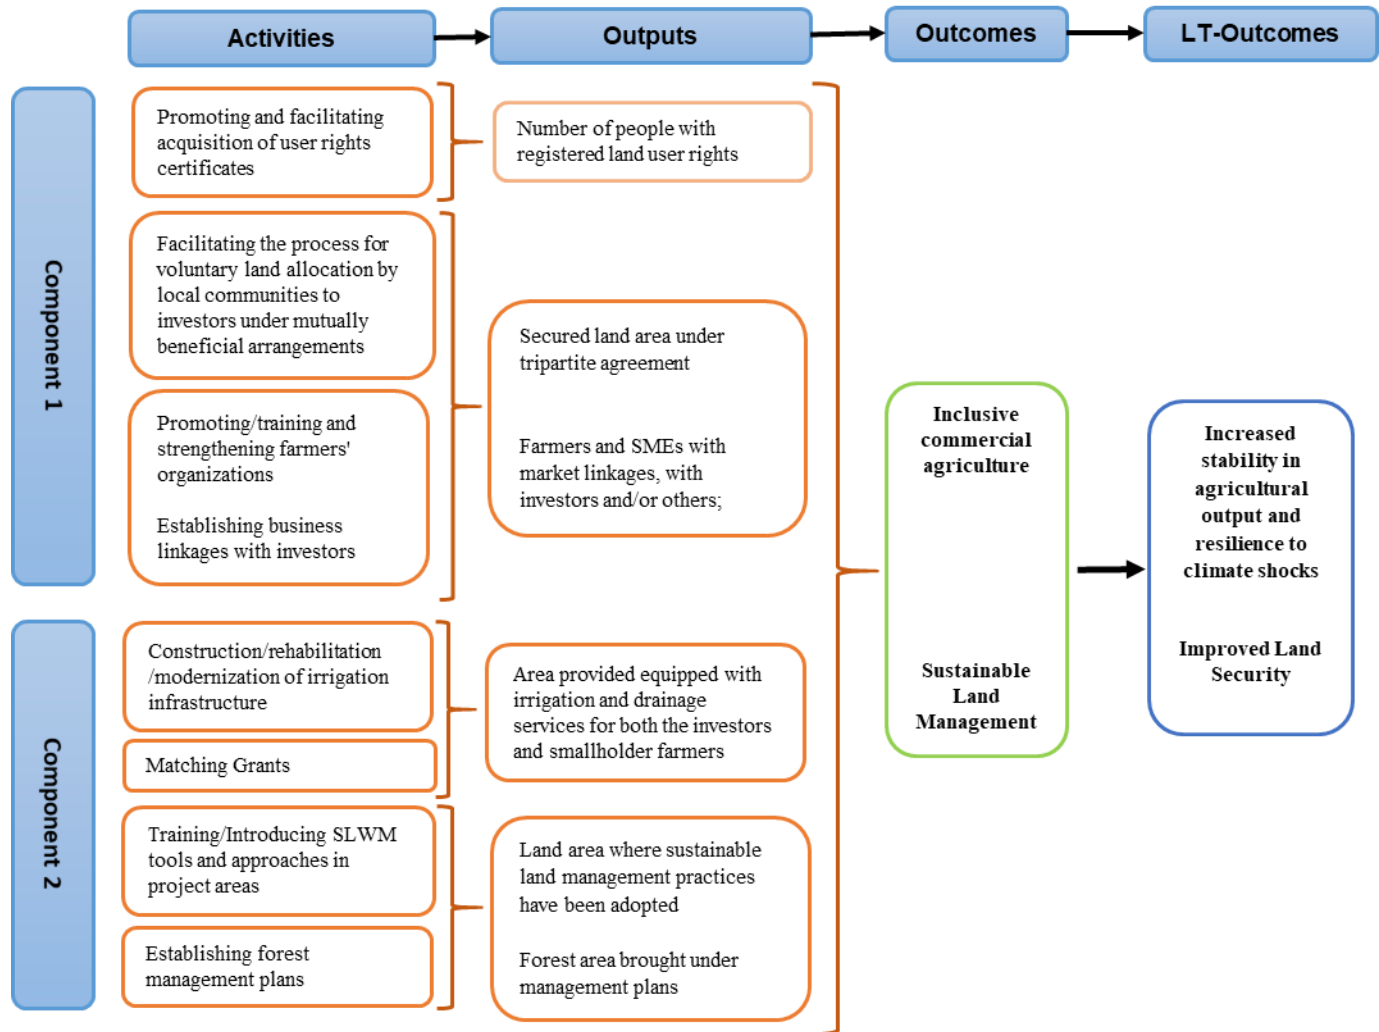 Activities
Outputs
Outcomes
LT-Outcomes
Component 1
Promoting and facilitating
acquisition of user rights
certificates
Number of people with
registered land user rights
Facilitating the process for
voluntary land allocation by
local communities to
investors under mutually
beneficial arrangements
Promoting/training and
strengthening farmers'
organizations
Establishing business
linkages with investors
Secured land area under
tripartite agreement
Farmers and SMEs with
market linkages, with
investors and/or others;
Component 2
Construction/rehabilitation
/modernization of irrigation
infrastructure
Matching Grants
Area provided equipped with
irrigation and drainage
services for both the investors
and smallholder farmers
Training/Introducing SLWM
tools and approaches in
project areas
Establishing forest
management plans
Land area where sustainable
land management practices
have been adopted
Forest area brought under
management plans
Inclusive
commercial
agriculture
Sustainable
Land
Management
Increased
stability in
agricultural
output and
resilience to
climate shocks
Improved Land
Security